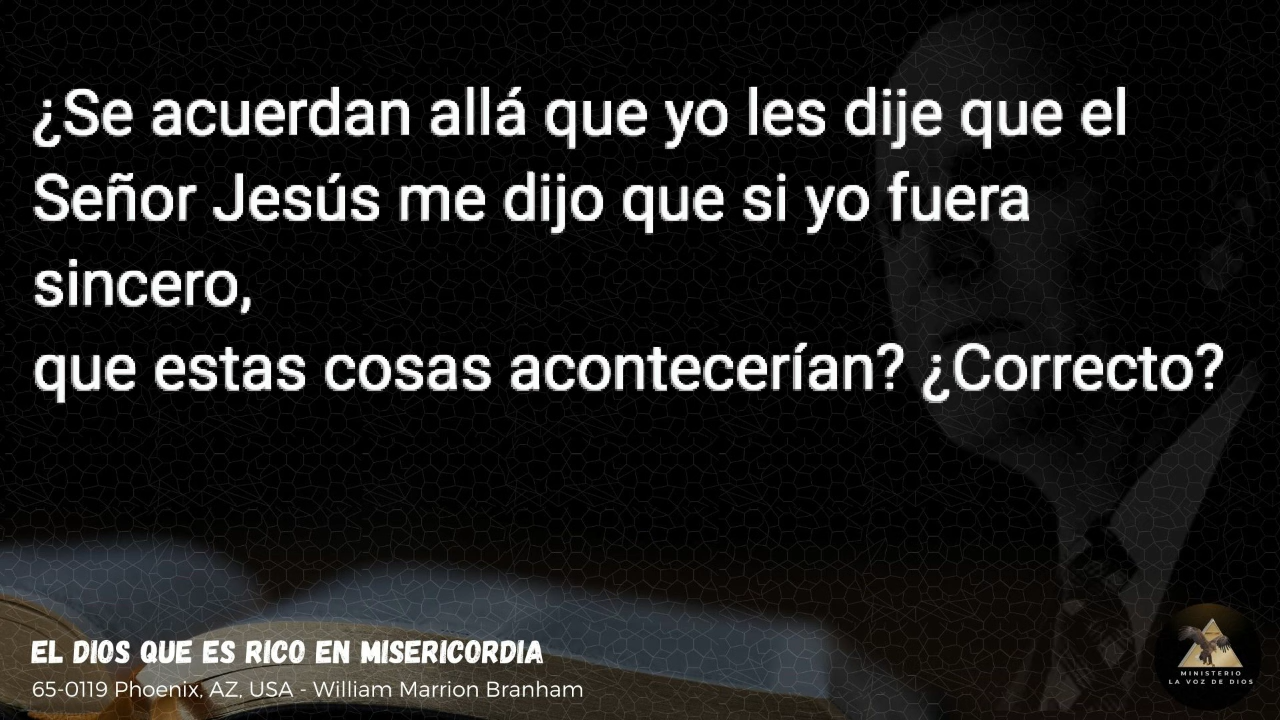 ¿Se acuerdan allá que yo les dije que el
Señor Jesús me dijo que si yo fuera
sincero,
que estas cosas acontecerían? ¿Correcto?
EL DIOS QUE ES RICO EN MISERICORDIA
65-0119 Phoenix, AZ, USA - William Marrion Branham
MINISTERIO
LA VOZ DE DIOS